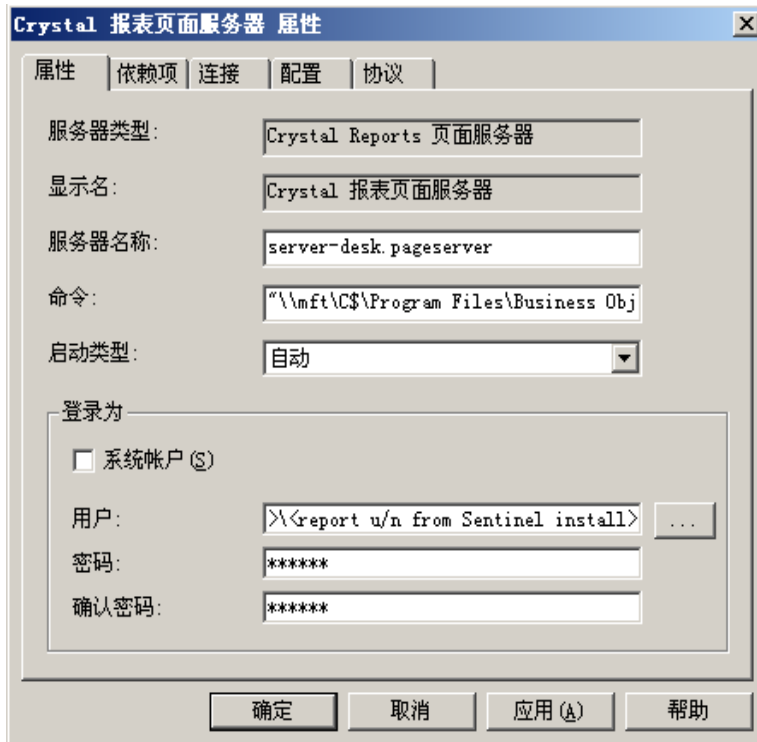 Crystal 报表页面服务器 属性
属性 依赖项 连接 配置 协议
服务器类型: Crystal Reports 页面服务器
显示名: Crystal 报表页面服务器
服务器名称: server-desk.pageserver
命令: "\\mft\C$\Program Files\Business Obj
启动类型: 自动
登录为
系统帐户(S)
用户: >\<report u/n from Sentinel install> ...
密码: ******
确认密码: ******
确定 取消 应用(A) 帮助